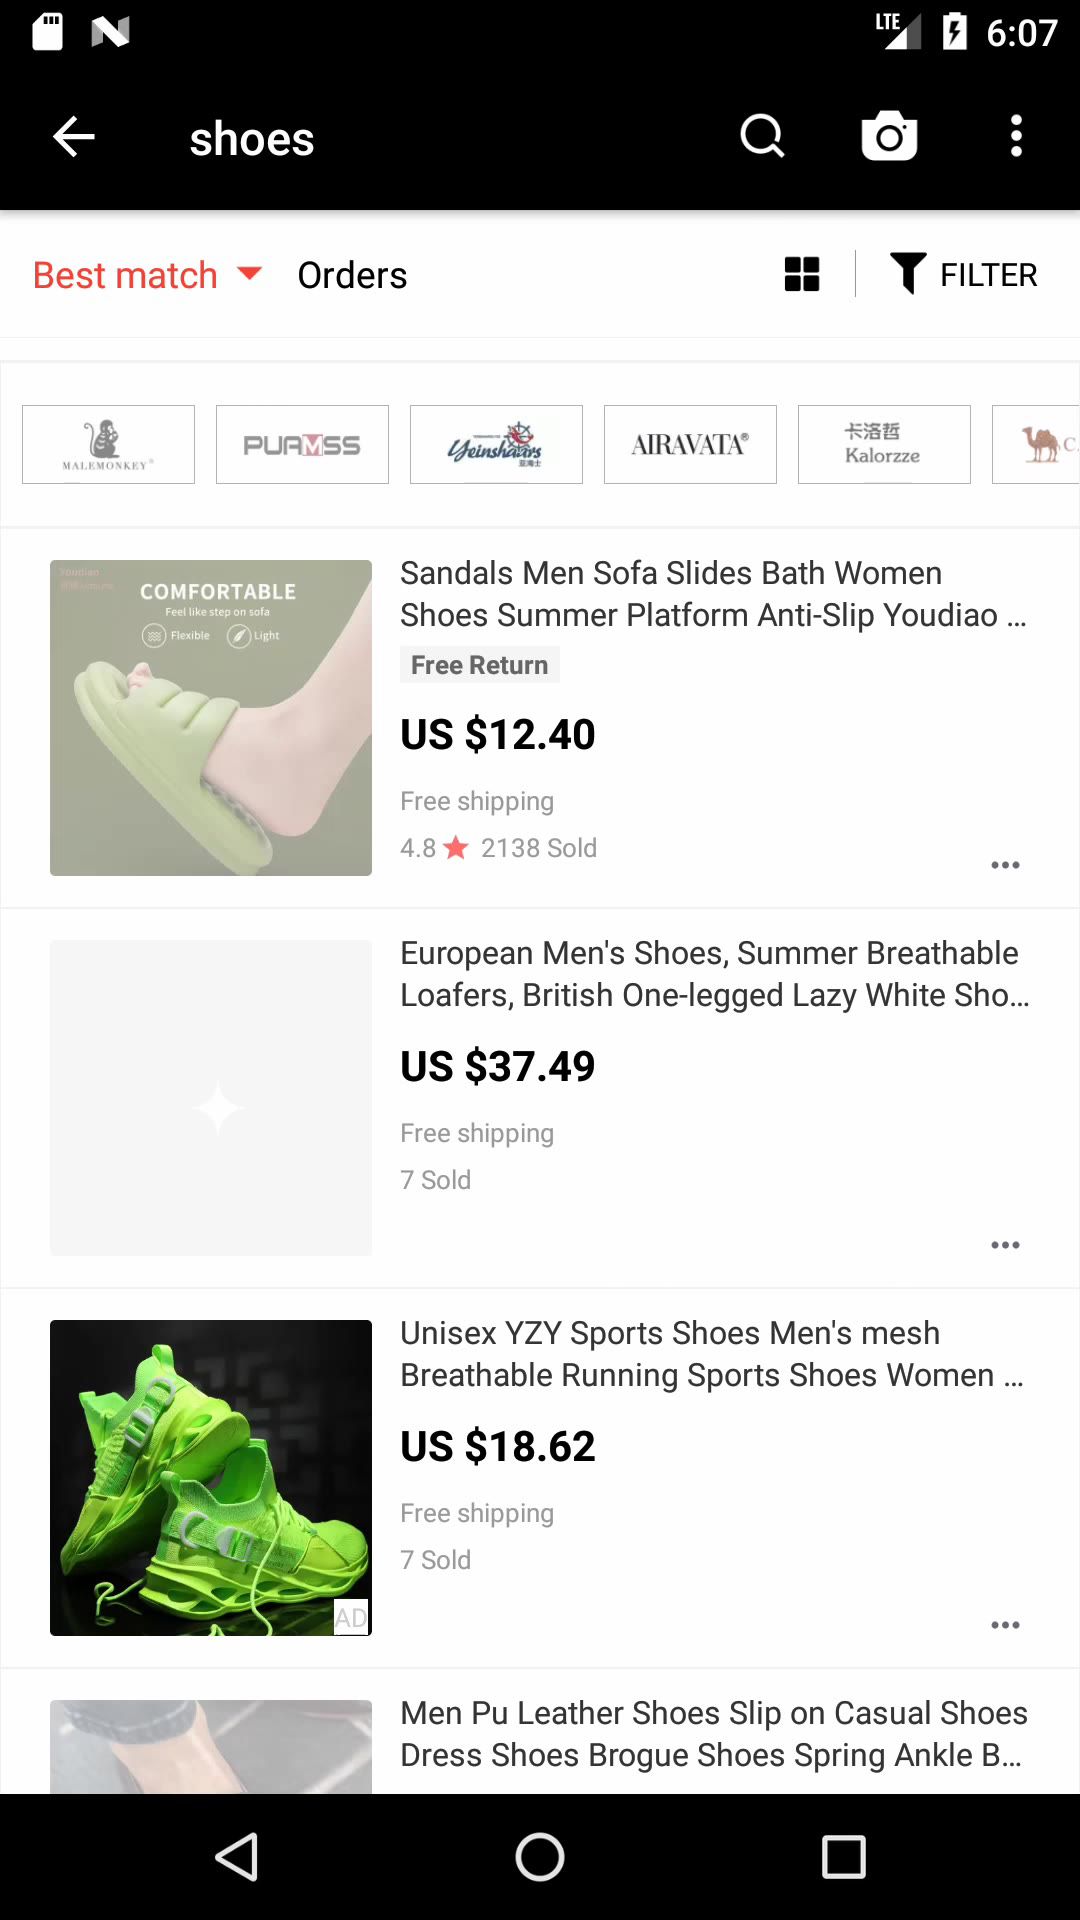 LTE
6:07
shoes
Best match
Orders
FILTER
MALEMONKEY
PUAMSS
Yeinshaars
亚海士
AIRAVATA®
卡洛哲
Kalorzze
Youdiao
COMFORTABLE
Feel like step on sofa
Flexible
Light
Sandals Men Sofa Slides Bath Women
Shoes Summer Platform Anti-Slip Youdiao ...
Free Return
US $12.40
Free shipping
4.8 2138 Sold
European Men's Shoes, Summer Breathable
Loafers, British One-legged Lazy White Sho...
US $37.49
Free shipping
7 Sold
Unisex YZY Sports Shoes Men's mesh
Breathable Running Sports Shoes Women ...
US $18.62
Free shipping
7 Sold
AD
Men Pu Leather Shoes Slip on Casual Shoes
Dress Shoes Brogue Shoes Spring Ankle B...